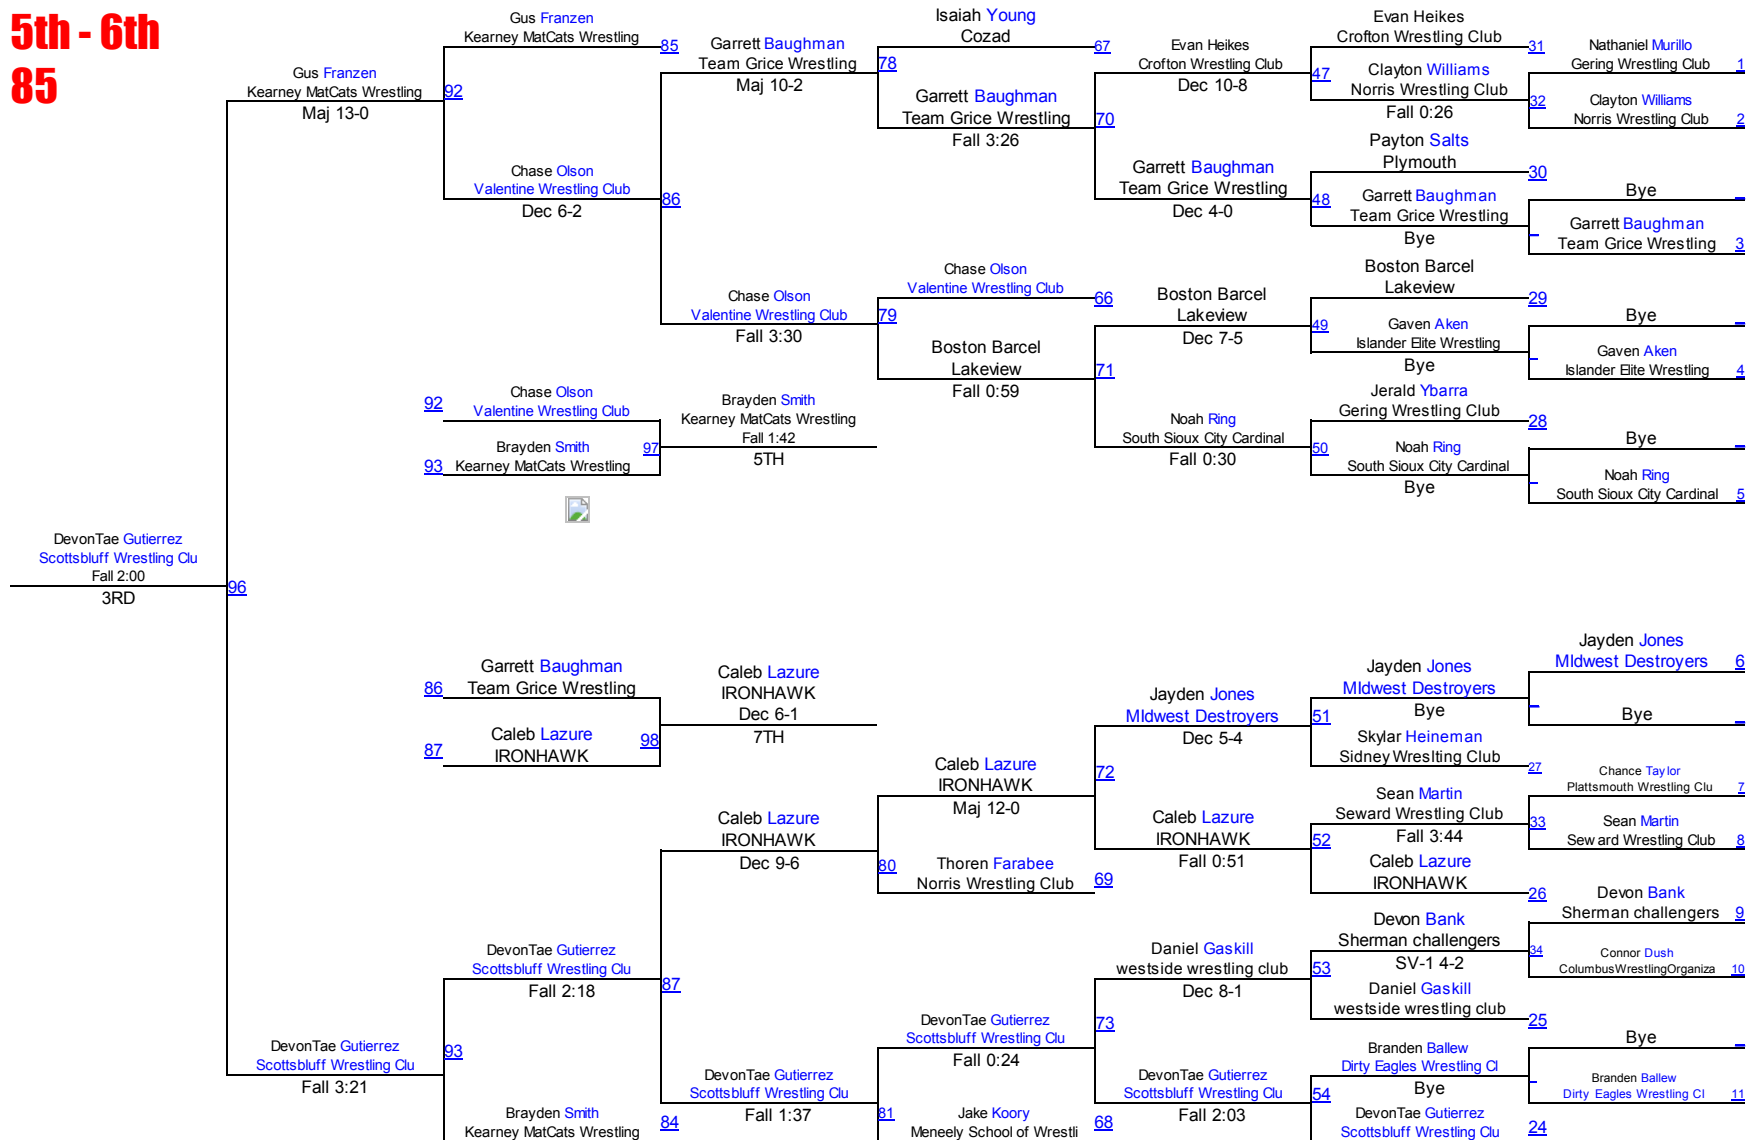 5th - 6th
85
Gus Franzen
Kearney MatCats Wrestling
85
Gus Franzen
Kearney MatCats Wrestling
Maj 13-0
92
Chase Olson
Valentine Wrestling Club
Dec 6-2
86
Garrett Baughman
Team Grice Wrestling
Maj 10-2
78
Isaiah Young
Cozad
67
Garrett Baughman
Team Grice Wrestling
Fall 3:26
70
Evan Heikes
Crofton Wrestling Club
Dec 10-8
47
Evan Heikes
Crofton Wrestling Club
31
Clayton Williams
Norris Wrestling Club
Fall 0:26
32
Nathaniel Murillo
Gering Wrestling Club
1
Clayton Williams
Norris Wrestling Club
2
Garrett Baughman
Team Grice Wrestling
Dec 4-0
48
Payton Salts
Plymouth
30
Garrett Baughman
Team Grice Wrestling
Bye
Bye
Garrett Baughman
Team Grice Wrestling
3
Chase Olson
Valentine Wrestling Club
Fall 3:30
79
Chase Olson
Valentine Wrestling Club
66
Boston Barcel
Lakeview
Fall 0:59
71
Boston Barcel
Lakeview
Dec 7-5
49
Boston Barcel
Lakeview
29
Gaven Aken
Islander Elite Wrestling
Bye
Bye
Gaven Aken
Islander Elite Wrestling
4
Noah Ring
South Sioux City Cardinal
Fall 0:30
50
Jerald Ybarra
Gering Wrestling Club
28
Noah Ring
South Sioux City Cardinal
Bye
Bye
Noah Ring
South Sioux City Cardinal
5
92
Chase Olson
Valentine Wrestling Club
93
Brayden Smith
Kearney MatCats Wrestling
97
Brayden Smith
Kearney MatCats Wrestling
Fall 1:42
5TH
DevonTae Gutierrez
Scottsbluff Wrestling Clu
Fall 2:00
3RD
96
86
Garrett Baughman
Team Grice Wrestling
87
Caleb Lazure
IRONHAWK
98
Caleb Lazure
IRONHAWK
Dec 6-1
7TH
Jayden Jones
MIdwest Destroyers
Dec 5-4
51
Jayden Jones
MIdwest Destroyers
Bye
Jayden Jones
MIdwest Destroyers
6
Bye
Skylar Heineman
Sidney Wreslting Club
27
Caleb Lazure
IRONHAWK
Maj 12-0
72
Caleb Lazure
IRONHAWK
Fall 0:51
52
Sean Martin
Seward Wrestling Club
Fall 3:44
33
Chance Taylor
Plattsmouth Wrestling Clu
7
Sean Martin
Seward Wrestling Club
8
Caleb Lazure
IRONHAWK
26
Caleb Lazure
IRONHAWK
Dec 9-6
80
Thoren Farabee
Norris Wrestling Club
69
Daniel Gaskill
westside wrestling club
Dec 8-1
53
Devon Bank
Sherman challengers
SV-1 4-2
34
Devon Bank
Sherman challengers
9
Connor Dush
ColumbusWrestlingOrganiza
10
Daniel Gaskill
westside wrestling club
25
DevonTae Gutierrez
Scottsbluff Wrestling Clu
Fall 2:18
87
DevonTae Gutierrez
Scottsbluff Wrestling Clu
Fall 3:21
93
Brayden Smith
Kearney MatCats Wrestling
84
DevonTae Gutierrez
Scottsbluff Wrestling Clu
Fall 1:37
81
DevonTae Gutierrez
Scottsbluff Wrestling Clu
Fall 0:24
73
Jake Koory
Meneely School of Wrestli
68
DevonTae Gutierrez
Scottsbluff Wrestling Clu
Fall 2:03
54
Branden Ballew
Dirty Eagles Wrestling Cl
Bye
Bye
Branden Ballew
Dirty Eagles Wrestling Cl
11
DevonTae Gutierrez
Scottsbluff Wrestling Clu
24